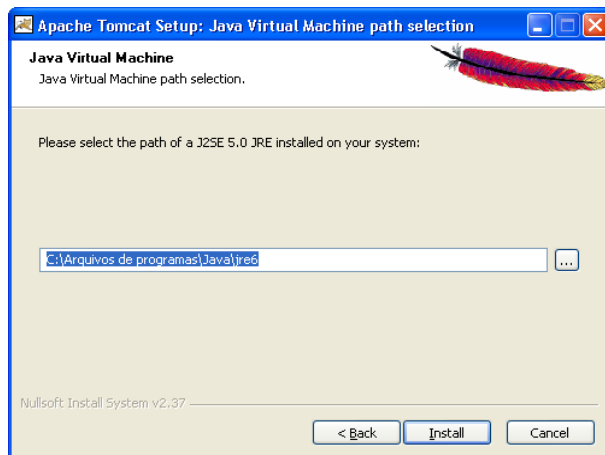 Apache Tomcat Setup: Java Virtual Machine path selection
Java Virtual Machine
Java Virtual Machine path selection.
Please select the path of a J2SE 5.0 JRE installed on your system:
C:\Arquivos de programas\Java\jre6
...
Nullsoft Install System v2.37
< Back
Install
Cancel